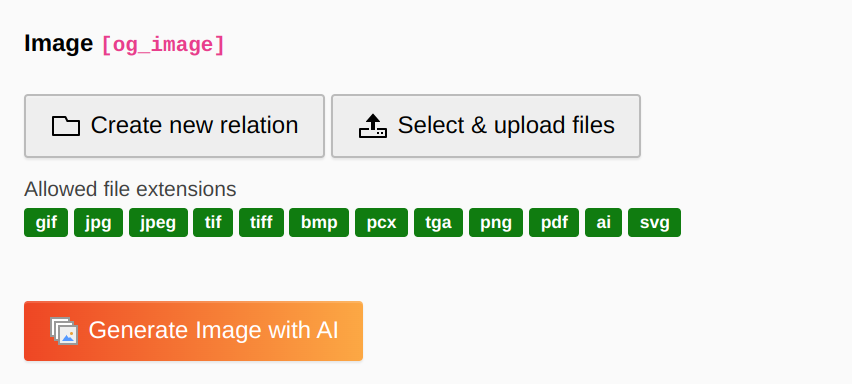 Image [og_image]
Create new relation Select & upload files
Allowed file extensions
gif jpg jpeg tif tiff bmp pcx tga png pdf ai svg
Generate Image with AI